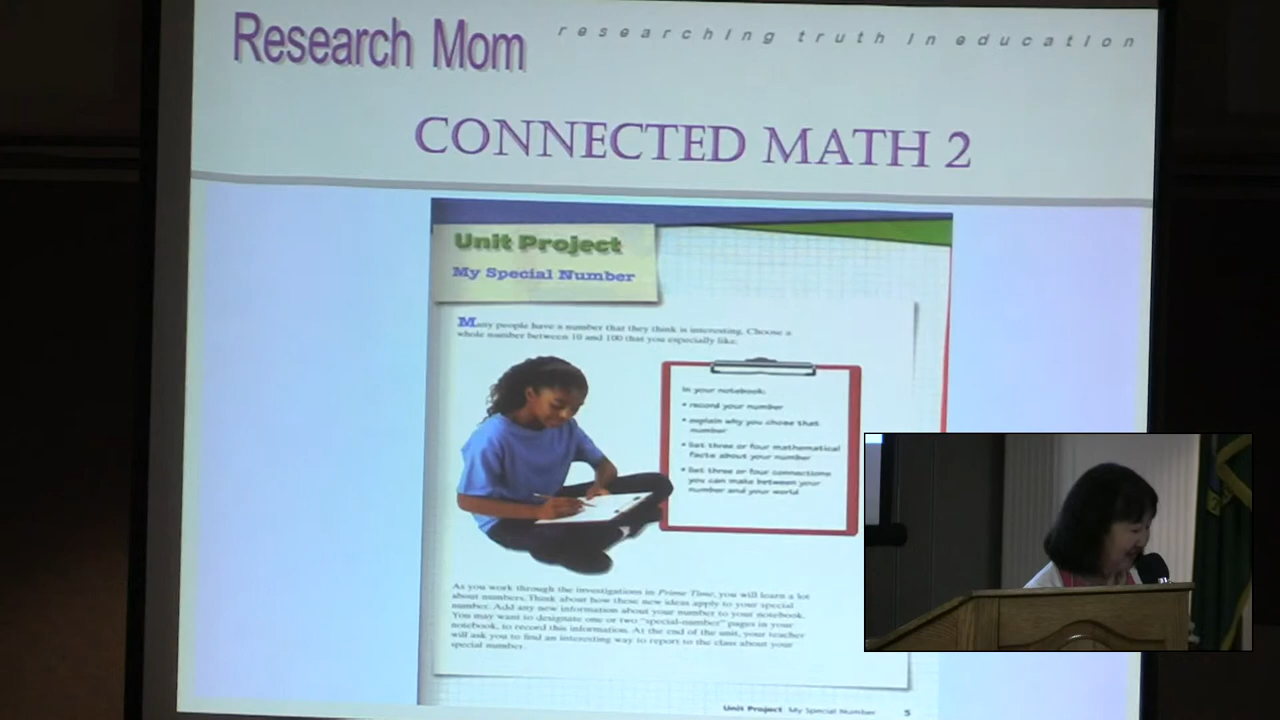 Research Mom
researching truth in education
CONNECTED MATH 2
Unit Project
My Special Number
Many people have a number that they think is interesting. Choose a
whole number between 10 and 100 that you especially like.
In your notebook:
• record your number
• explain why you chose that
number
• list three or four mathematical
facts about your number
• list three or four connections
you can make between your
number and your world
As you work through the investigations in Prime Time, you will learn a lot
about numbers. Think about how these new ideas apply to your special
number. Add any new information about your number to your notebook.
You may want to designate one or two "special-number" pages in your
notebook, to record this information. At the end of the unit, your teacher
will ask you to find an interesting way to report to the class about your
special number.
Unit Project My Special Number 5